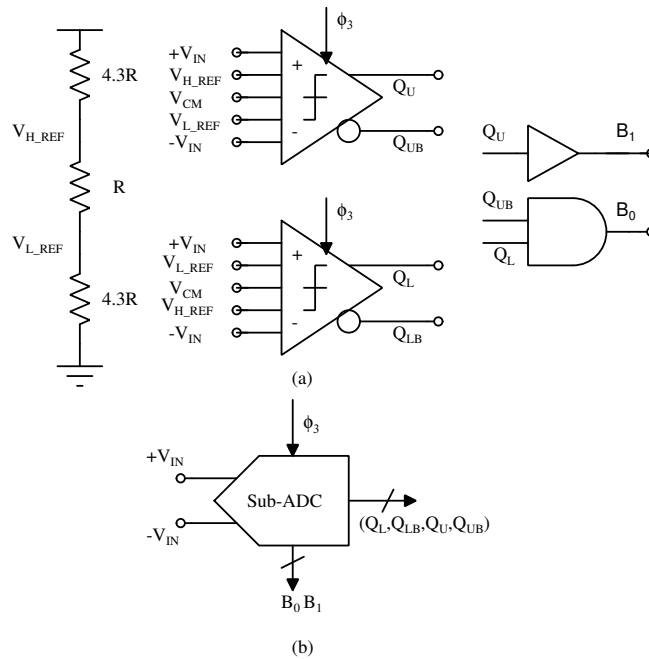 4.3R
V_H_REF
R
V_L_REF
4.3R
ϕ3
+V_IN
V_H_REF
V_CM
V_L_REF
-V_IN
+
-
Q_U
Q_UB
ϕ3
+V_IN
V_L_REF
V_CM
V_H_REF
-V_IN
+
-
Q_L
Q_LB
Q_U
B_1
Q_UB
Q_L
B_0
(a)
ϕ3
+V_IN
-V_IN
Sub-ADC
(Q_L,Q_LB,Q_U,Q_UB)
B_0 B_1
(b)